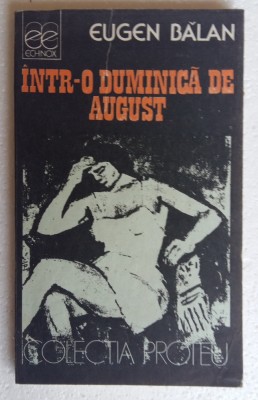 ee
ECHINOX
EUGEN BĂLAN
ÎNTR-O DUMINICĂ DE
AUGUST
COLECȚIA PROTEU